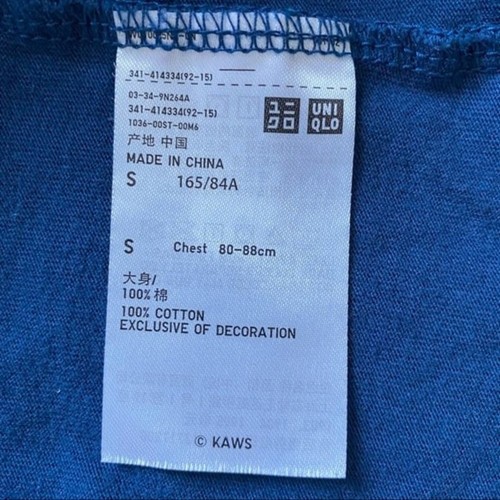 341-414334(92-15)
03-34-9N264A
341-414334(92-15)
1036-00ST-00M6
ユニクロ
UNIQLO
产地 中国
MADE IN CHINA
S 165/84A
S Chest 80-88cm
大身/
100% 棉
100% COTTON
EXCLUSIVE OF DECORATION
© KAWS